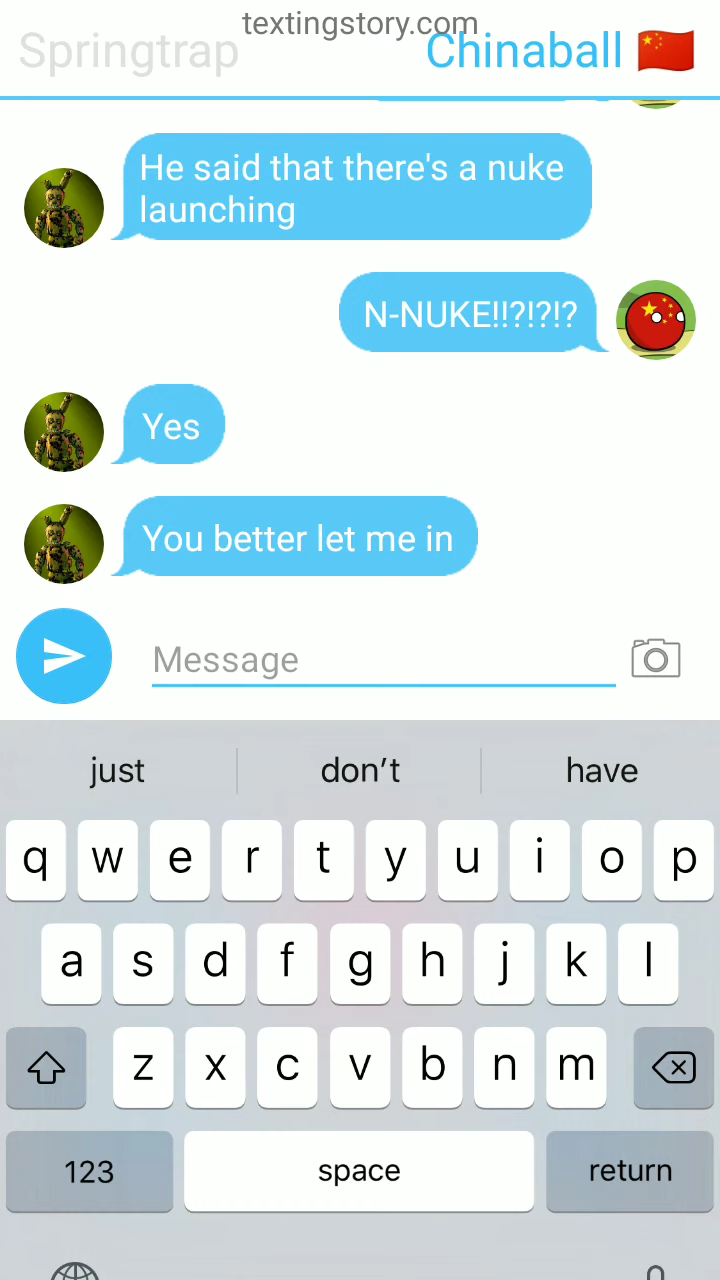 textingstory.com
Springtrap
Chinaball 🇨🇳
He said that there's a nuke
launching
N-NUKE!!?!?!?
Yes
You better let me in
Message
just
don't
have
q w e r t y u i o p
a s d f g h j k l
z x c v b n m
123
space
return